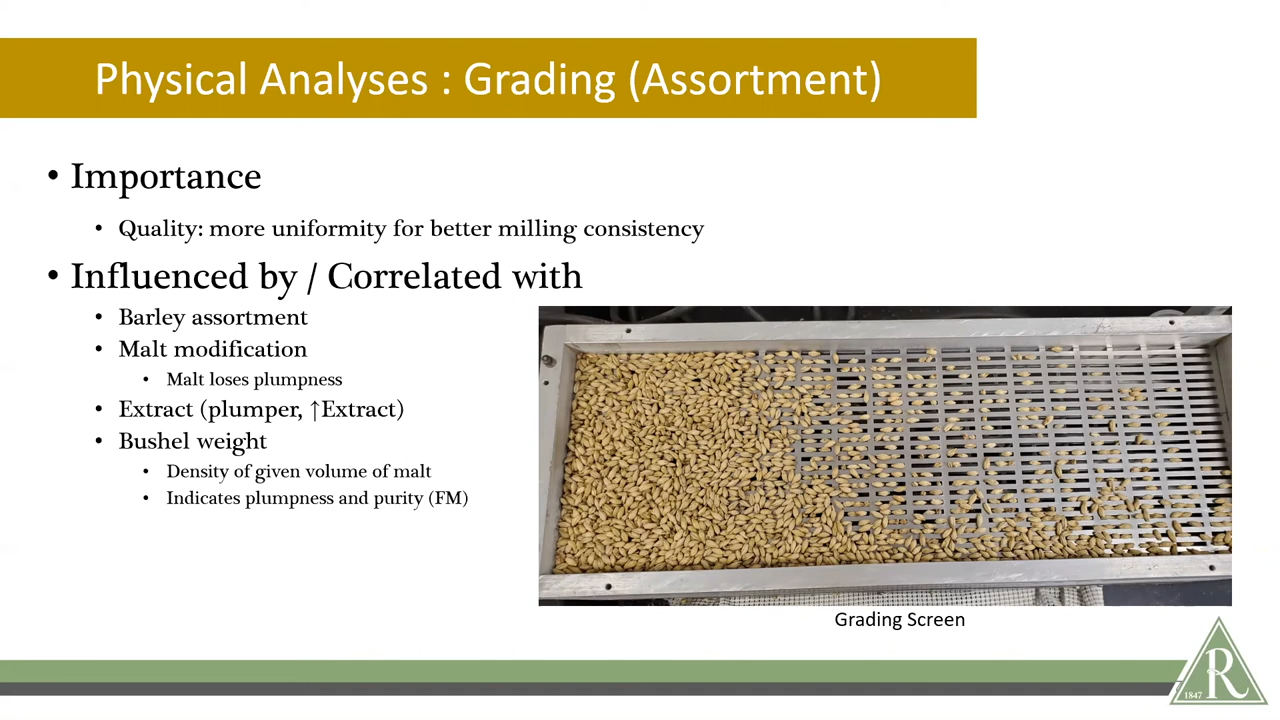 Physical Analyses : Grading (Assortment)
• Importance
• Quality: more uniformity for better milling consistency
• Influenced by / Correlated with
• Barley assortment
• Malt modification
• Malt loses plumpness
• Extract (plumper, ↑Extract)
• Bushel weight
• Density of given volume of malt
• Indicates plumpness and purity (FM)
Grading Screen
1847 R